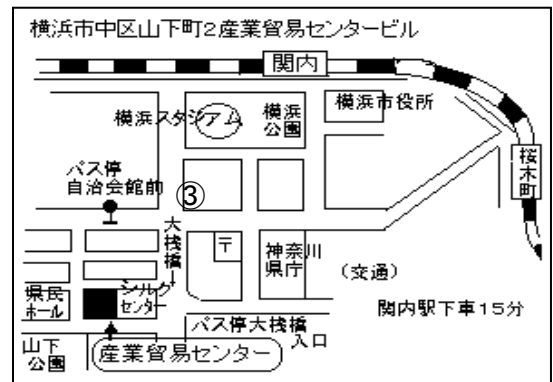 横浜市中区山下町2産業貿易センタービル
関内
横浜スタジアム
横浜
公園
横浜市役所
桜木町
バス停
自治会館前
③
大桟橋→
〒
神奈川
県庁
(交通)
県民
ホール
シルク
センター
関内駅下車15分
バス停大桟橋
入口
山下
公園
産業貿易センター